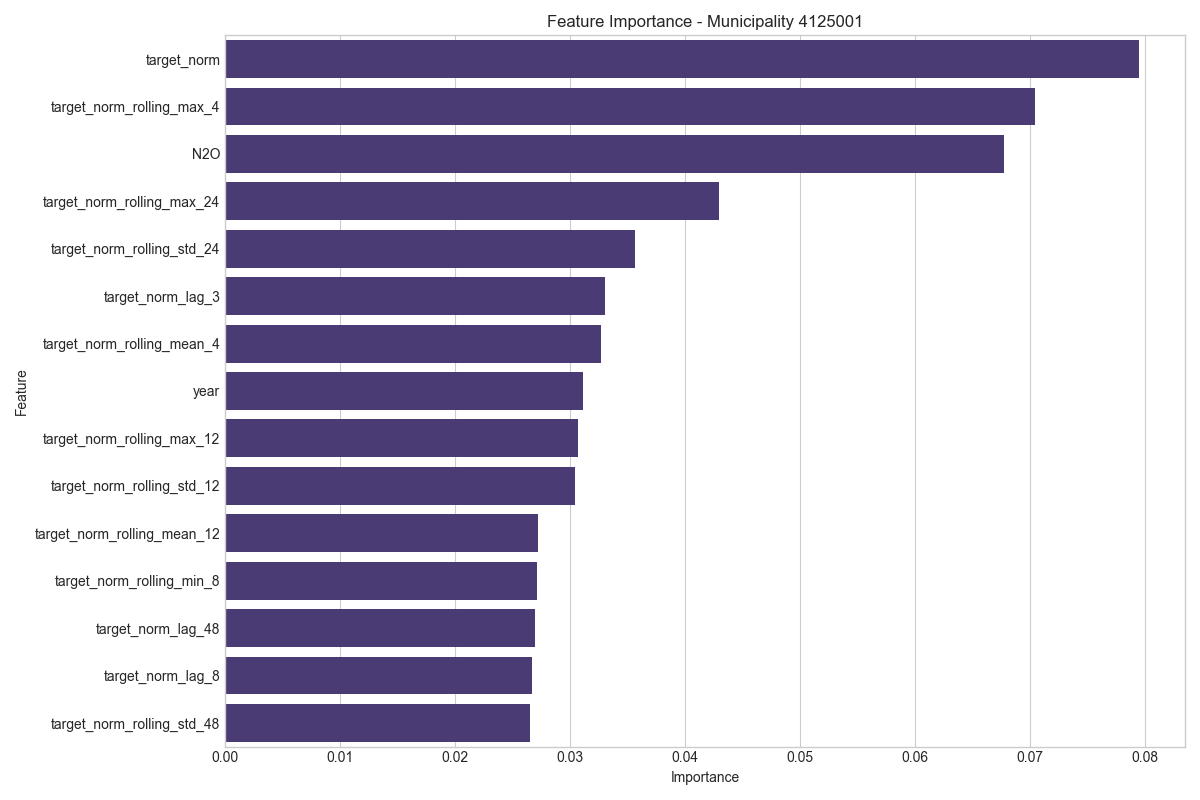 Feature Importance - Municipality 4125001
Feature
target_norm
target_norm_rolling_max_4
N2O
target_norm_rolling_max_24
target_norm_rolling_std_24
target_norm_lag_3
target_norm_rolling_mean_4
year
target_norm_rolling_max_12
target_norm_rolling_std_12
target_norm_rolling_mean_12
target_norm_rolling_min_8
target_norm_lag_48
target_norm_lag_8
target_norm_rolling_std_48
0.00 0.01 0.02 0.03 0.04 0.05 0.06 0.07 0.08
Importance